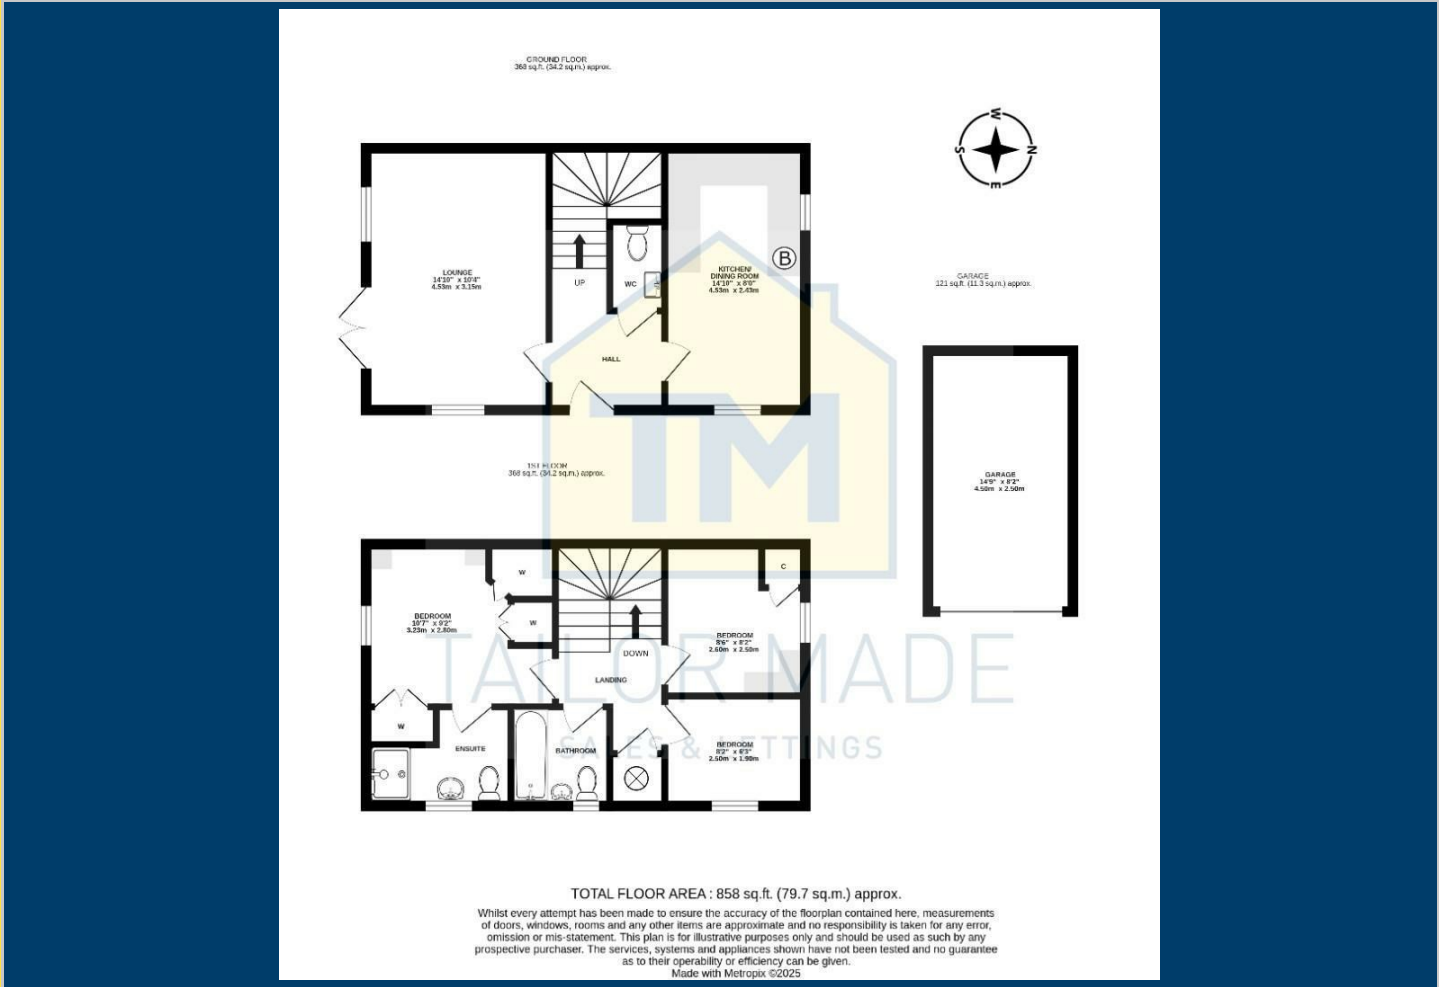 GROUND FLOOR
368 sq.ft. (34.2 sq.m.) approx.
W
S
N
E
LOUNGE
14'10" x 10'4"
4.53m x 3.15m
UP
WC
KITCHEN/
DINING ROOM
14'10" x 8'0"
4.53m x 2.43m
B
HALL
GARAGE
121 sq.ft. (11.3 sq.m.) approx.
TM
1ST FLOOR
368 sq.ft. (34.2 sq.m.) approx.
GARAGE
14'9" x 8'2"
4.50m x 2.50m
W
C
BEDROOM
10'7" x 9'2"
3.23m x 2.80m
W
BEDROOM
8'6" x 8'2"
2.60m x 2.50m
DOWN
LANDING
TAILOR MADE
W
ENSUITE
BATHROOM
SALES & LETTINGS
BEDROOM
8'2" x 6'3"
2.50m x 1.90m
TOTAL FLOOR AREA : 858 sq.ft. (79.7 sq.m.) approx.
Whilst every attempt has been made to ensure the accuracy of the floorplan contained here, measurements
of doors, windows, rooms and any other items are approximate and no responsibility is taken for any error,
omission or mis-statement. This plan is for illustrative purposes only and should be used as such by any
prospective purchaser. The services, systems and appliances shown have not been tested and no guarantee
as to their operability or efficiency can be given.
Made with Metropix ©2025